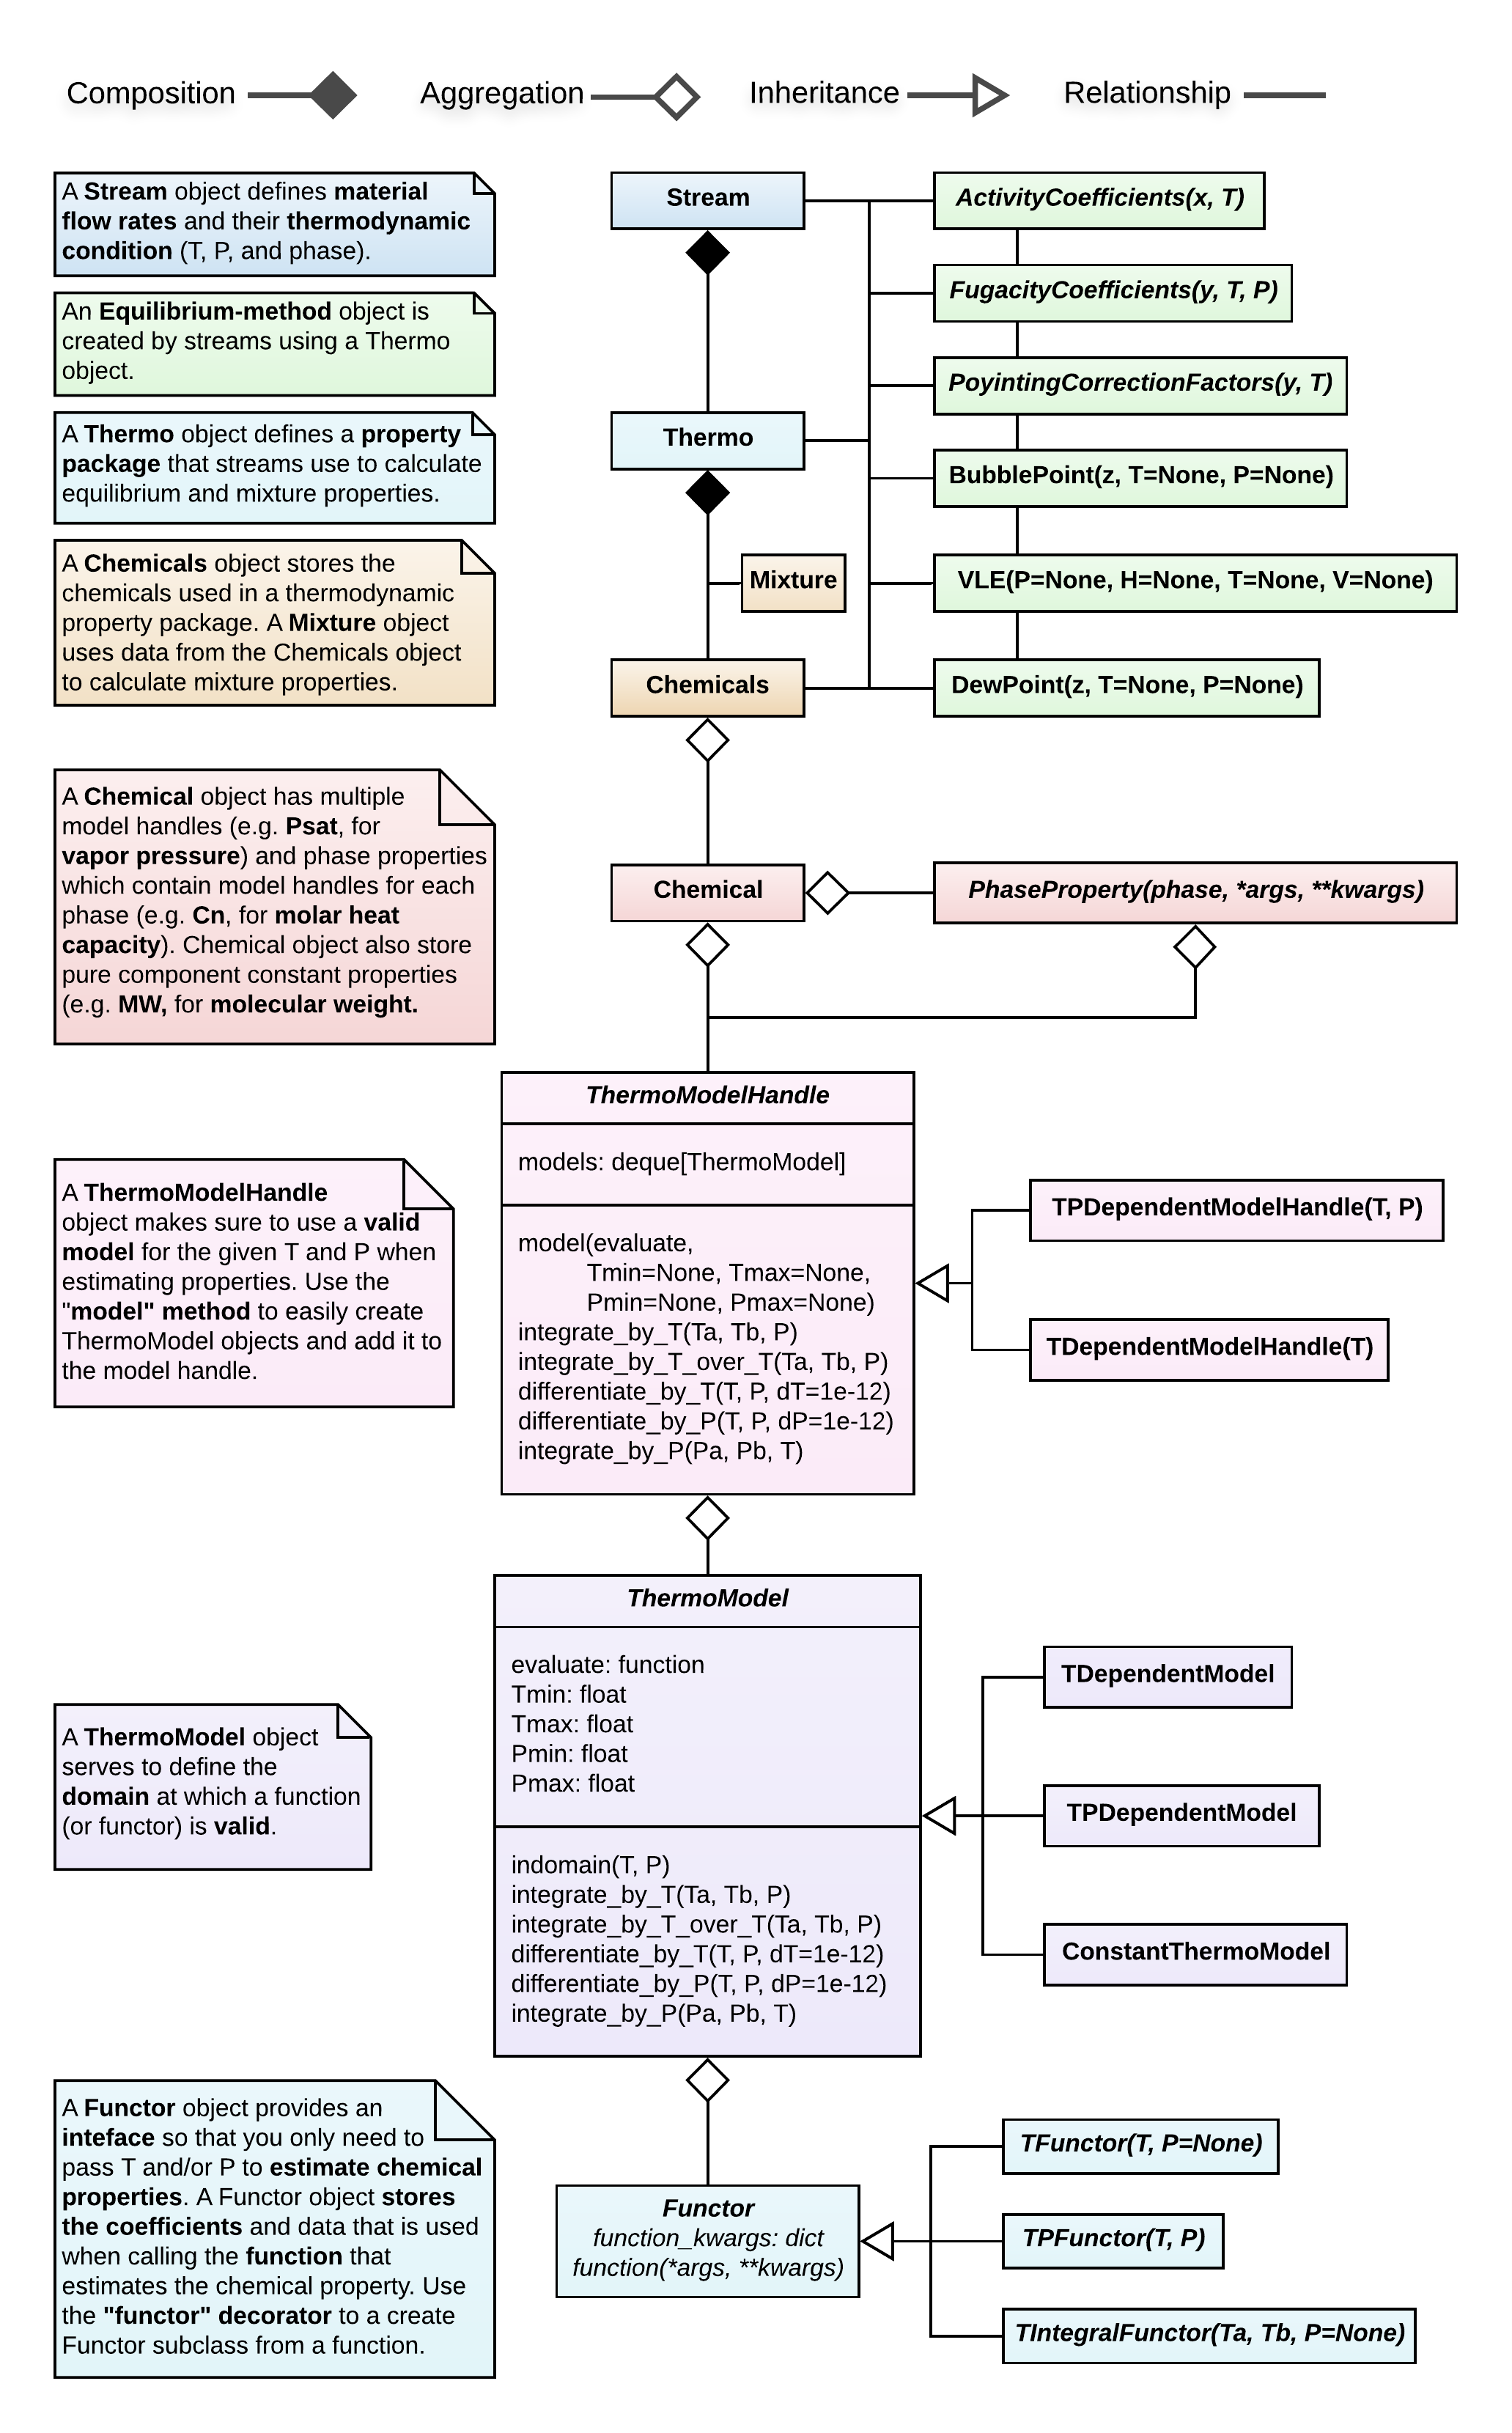 Composition
Aggregation
Inheritance
Relationship
A Stream object defines material
flow rates and their thermodynamic
condition (T, P, and phase).
An Equilibrium-method object is
created by streams using a Thermo
object.
A Thermo object defines a property
package that streams use to calculate
equilibrium and mixture properties.
A Chemicals object stores the
chemicals used in a thermodynamic
property package. A Mixture object
uses data from the Chemicals object
to calculate mixture properties.
Stream
Thermo
Mixture
Chemicals
ActivityCoefficients(x, T)
FugacityCoefficients(y, T, P)
PoyintingCorrectionFactors(y, T)
BubblePoint(z, T=None, P=None)
VLE(P=None, H=None, T=None, V=None)
DewPoint(z, T=None, P=None)
A Chemical object has multiple
model handles (e.g. Psat, for
vapor pressure) and phase properties
which contain model handles for each
phase (e.g. Cn, for molar heat
capacity). Chemical object also store
pure component constant properties
(e.g. MW, for molecular weight.
Chemical
PhaseProperty(phase, *args, **kwargs)
A ThermoModelHandle
object makes sure to use a valid
model for the given T and P when
estimating properties. Use the
"model" method to easily create
ThermoModel objects and add it to
the model handle.
ThermoModelHandle
models: deque[ThermoModel]
model(evaluate,
Tmin=None, Tmax=None,
Pmin=None, Pmax=None)
integrate_by_T(Ta, Tb, P)
integrate_by_T_over_T(Ta, Tb, P)
differentiate_by_T(T, P, dT=1e-12)
differentiate_by_P(T, P, dP=1e-12)
integrate_by_P(Pa, Pb, T)
TPDependentModelHandle(T, P)
TDependentModelHandle(T)
A ThermoModel object
serves to define the
domain at which a function
(or functor) is valid.
ThermoModel
evaluate: function
Tmin: float
Tmax: float
Pmin: float
Pmax: float
indomain(T, P)
integrate_by_T(Ta, Tb, P)
integrate_by_T_over_T(Ta, Tb, P)
differentiate_by_T(T, P, dT=1e-12)
differentiate_by_P(T, P, dP=1e-12)
integrate_by_P(Pa, Pb, T)
TDependentModel
TPDependentModel
ConstantThermoModel
A Functor object provides an
inteface so that you only need to
pass T and/or P to estimate chemical
properties. A Functor object stores
the coefficients and data that is used
when calling the function that
estimates the chemical property. Use
the "functor" decorator to a create
Functor subclass from a function.
Functor
function_kwargs: dict
function(*args, **kwargs)
TFunctor(T, P=None)
TPFunctor(T, P)
TIntegralFunctor(Ta, Tb, P=None)